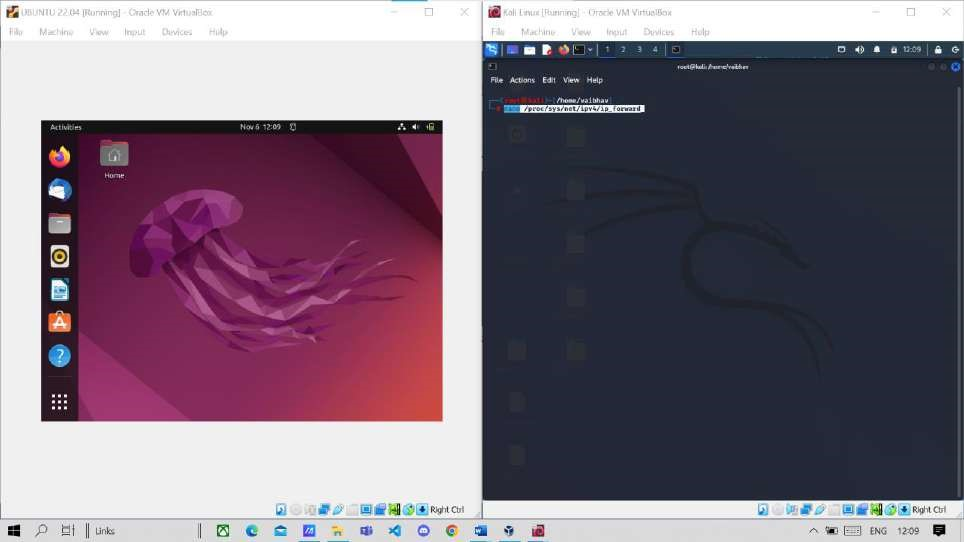 UBUNTU 22.04 [Running] - Oracle VM VirtualBox
File Machine View Input Devices Help
Activities
Nov 6 12:09
Home
Right Ctrl
Kali Linux [Running] - Oracle VM VirtualBox
File Machine View Input Devices Help
1 2 3 4
12:09
root@kali: /home/vaibhav
File Actions Edit View Help
(root㉿kali)-[/home/vaibhav]
# nano /proc/sys/net/ipv4/ip_forward
Right Ctrl
Links
ENG
12:09